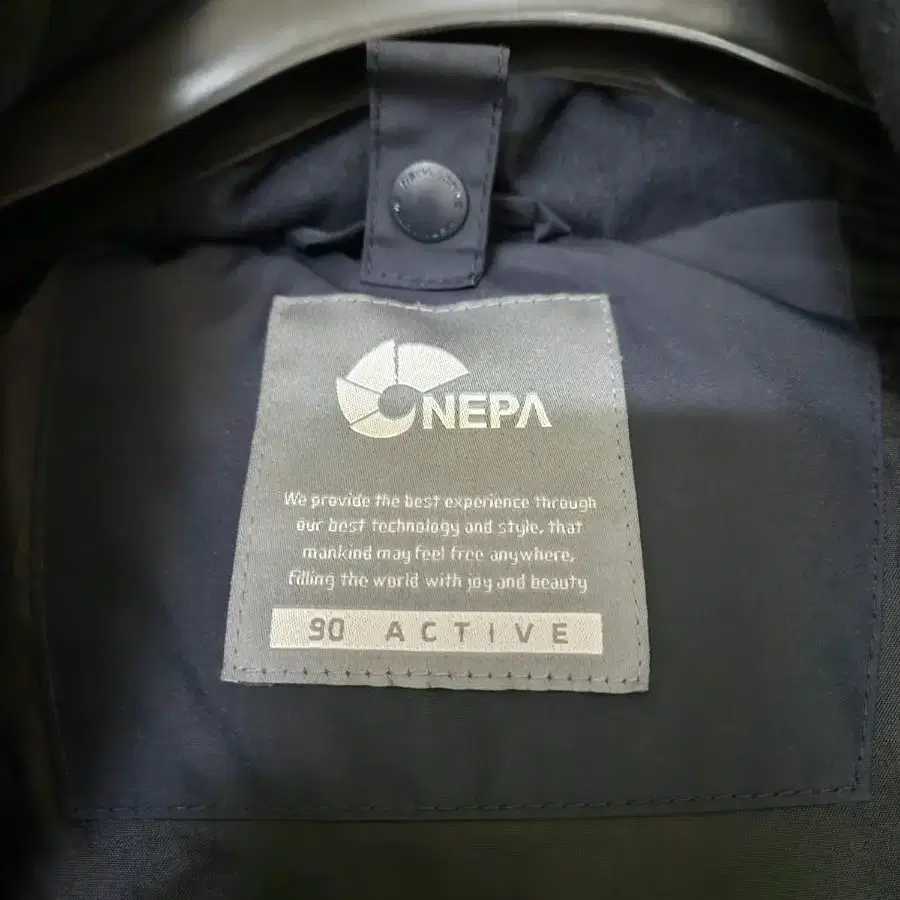 NEPA
We provide the best experience through
our best technology and style, that
mankind may feel free anywhere,
filling the world with joy and beauty
90 ACTIVE